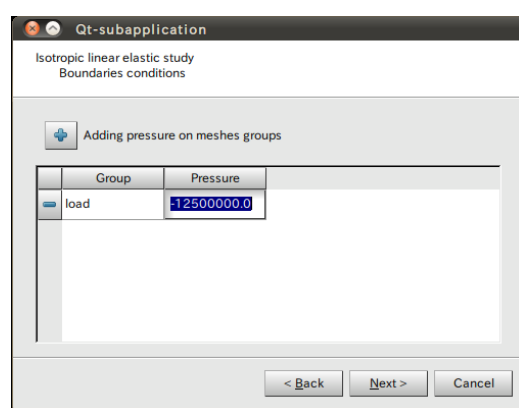 Qt-subapplication
Isotropic linear elastic study
Boundaries conditions
Adding pressure on meshes groups
Group Pressure
load -12500000.0
< Back Next > Cancel